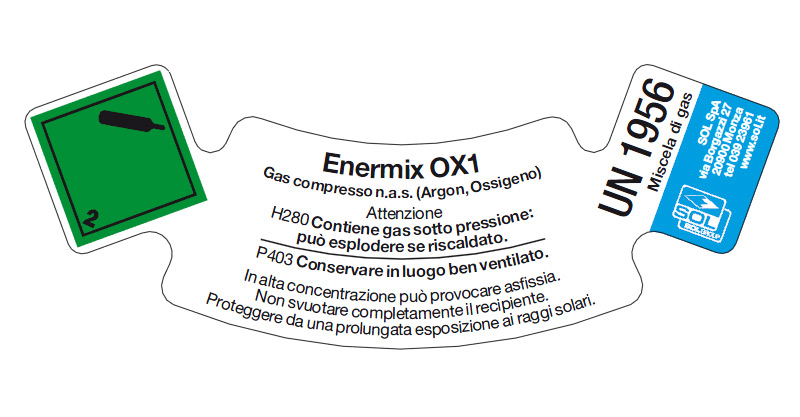 2
Enermix OX1
Gas compresso n.a.s. (Argon, Ossigeno)
Attenzione
H280 Contiene gas sotto pressione:
può esplodere se riscaldato.
P403 Conservare in luogo ben ventilato.
In alta concentrazione può provocare asfissia.
Non svuotare completamente il recipiente.
Proteggere da una prolungata esposizione ai raggi solari.
UN 1956
Miscela di gas
SOL SpA
via Borgazzi 27
20900 Monza
tel 039 23961
www.sol.it
SOL
SOLGROUP